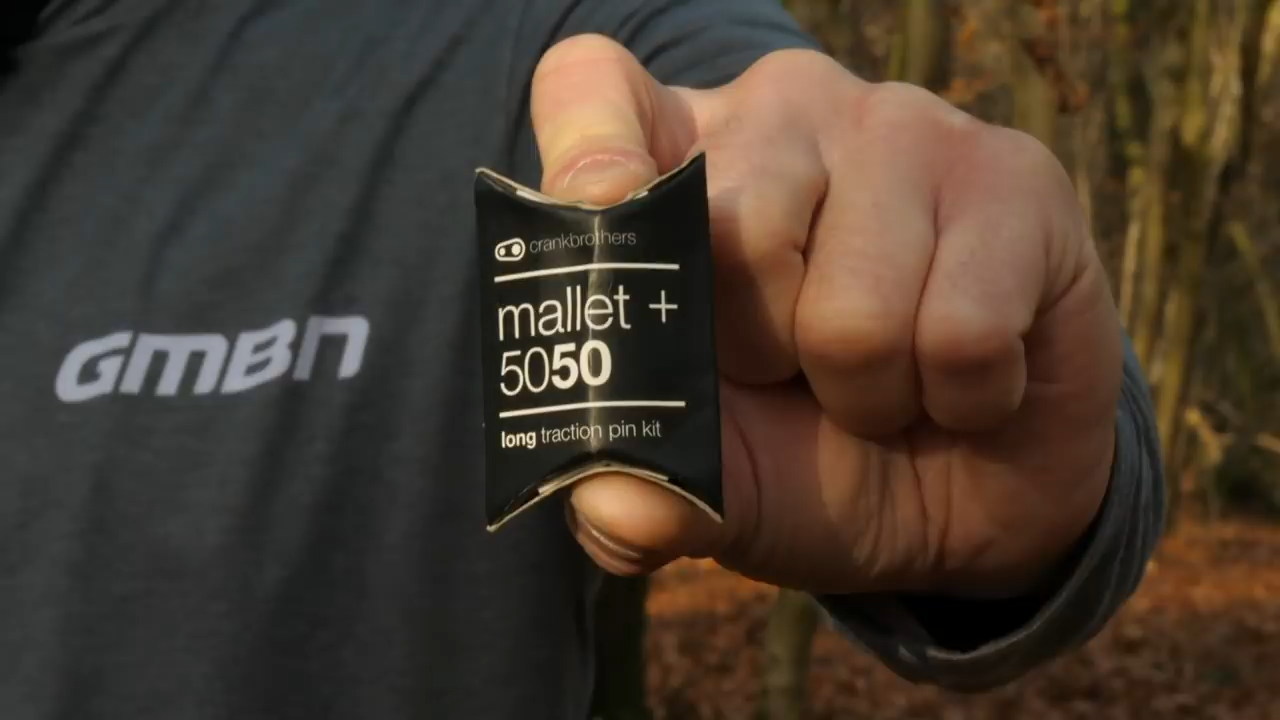 GMBN
crankbrothers
mallet +
5050
long traction pin kit